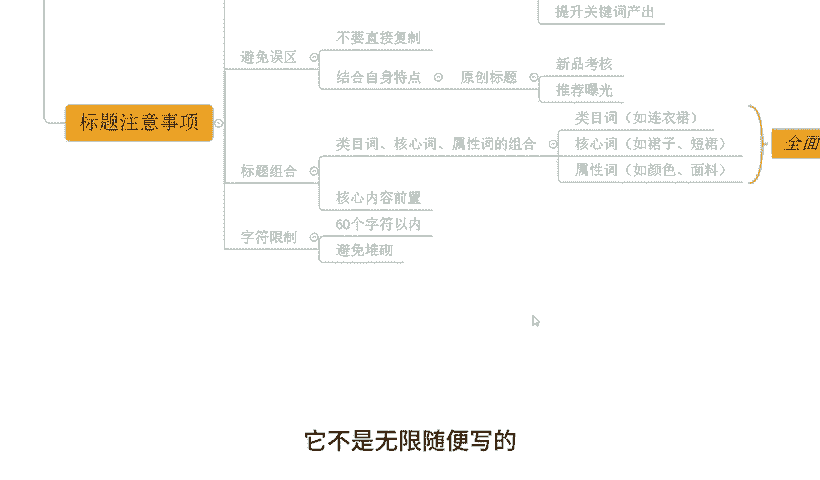 提升关键词产出
不要直接复制
避免误区
新品考核
结合自身特点
原创标题
推荐曝光
标题注意事项
类目词（如连衣裙）
类目词、核心词、属性词的组合
核心词（如裙子、短裙）
全面
标题组合
属性词（如颜色、面料）
核心内容前置
60个字符以内
字符限制
避免堆砌
它不是无限随便写的